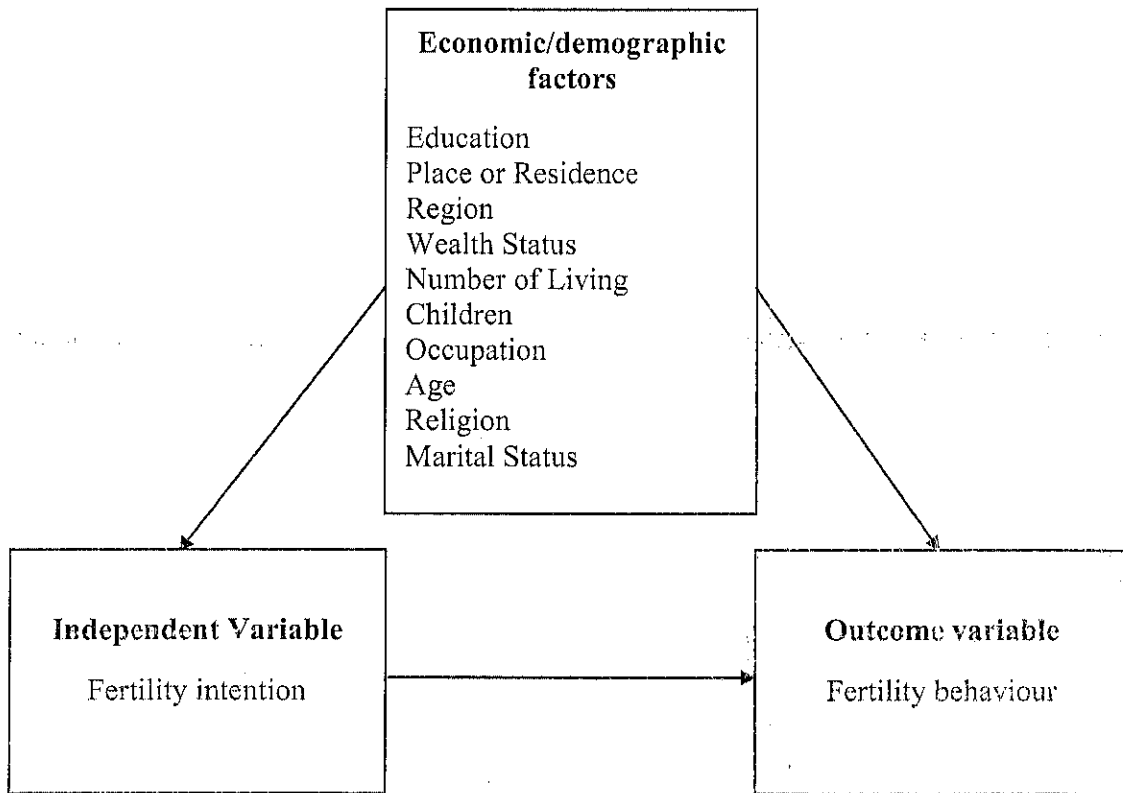 Economic/demographic
factors
Education
Place or Residence
Region
Wealth Status
Number of Living
Children
Occupation
Age
Religion
Marital Status
Independent Variable
Fertility intention
Outcome variable
Fertility behaviour